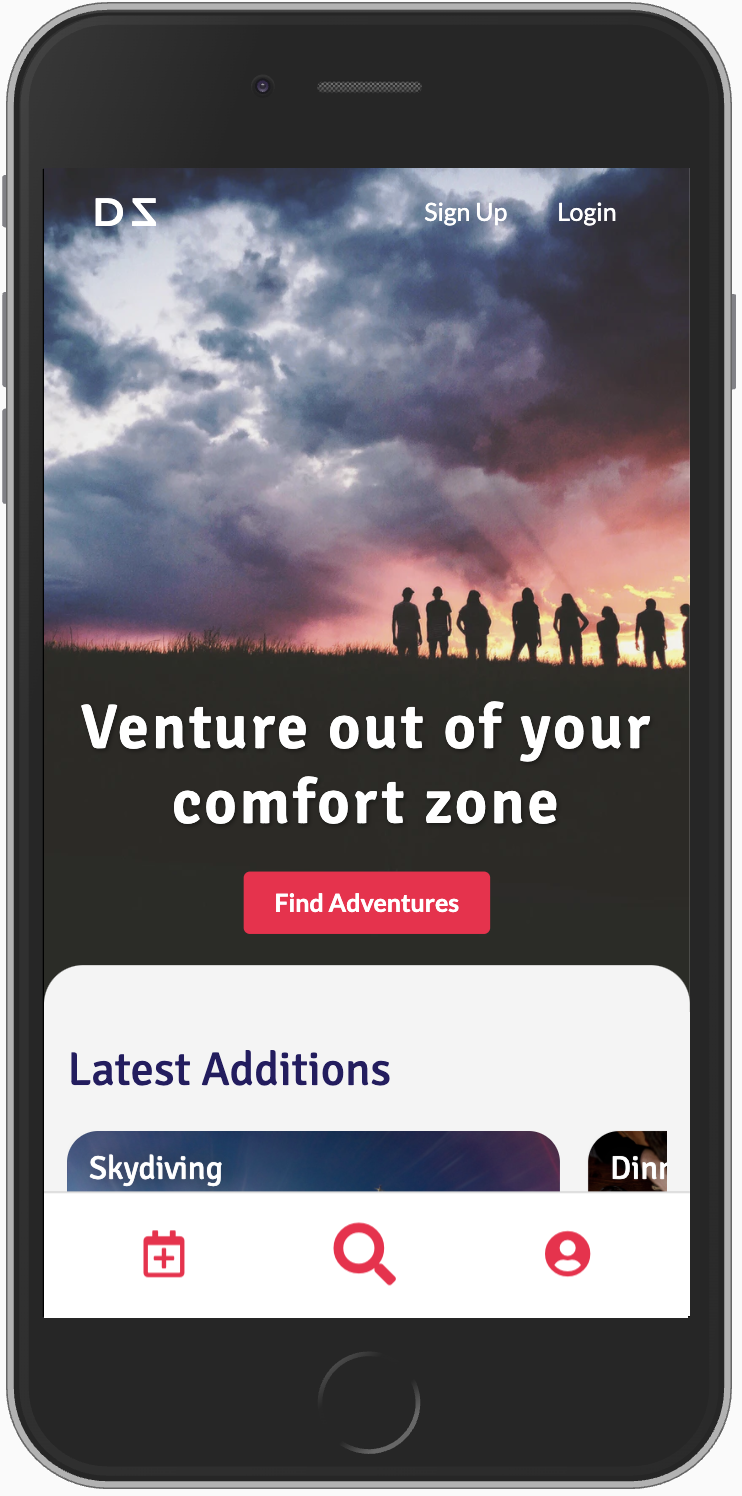 DZ
Sign Up Login
Venture out of your
comfort zone
Find Adventures
Latest Additions
Skydiving
Dinn